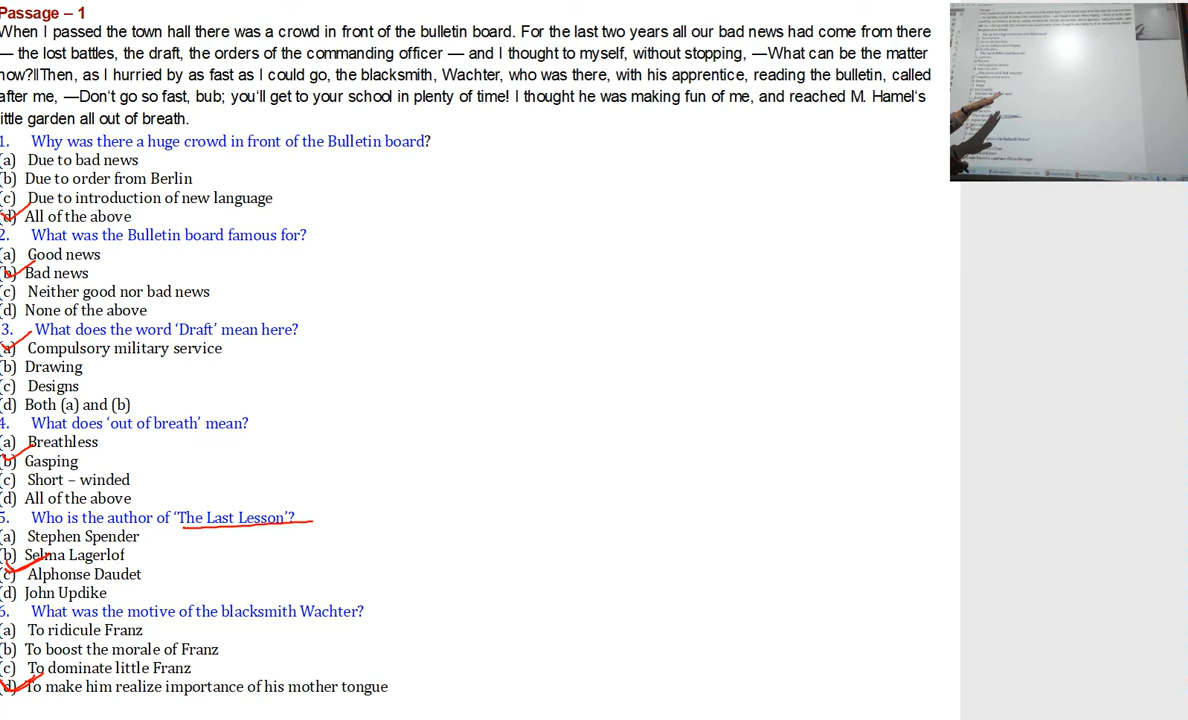 Passage – 1
When I passed the town hall there was a crowd in front of the bulletin board. For the last two years all our bad news had come from there
— the lost battles, the draft, the orders of the commanding officer — and I thought to myself, without stopping, ―What can be the matter
now?‖Then, as I hurried by as fast as I could go, the blacksmith, Wachter, who was there, with his apprentice, reading the bulletin, called
after me, ―Don't go so fast, bub; you'll get to your school in plenty of time! I thought he was making fun of me, and reached M. Hamel's
little garden all out of breath.
1. Why was there a huge crowd in front of the Bulletin board?
(a) Due to bad news
(b) Due to order from Berlin
(c) Due to introduction of new language
(d) All of the above
2. What was the Bulletin board famous for?
(a) Good news
(b) Bad news
(c) Neither good nor bad news
(d) None of the above
3. What does the word ‘Draft’ mean here?
(a) Compulsory military service
(b) Drawing
(c) Designs
(d) Both (a) and (b)
4. What does ‘out of breath’ mean?
(a) Breathless
(b) Gasping
(c) Short – winded
(d) All of the above
5. Who is the author of ‘The Last Lesson’?
(a) Stephen Spender
(b) Selma Lagerlof
(c) Alphonse Daudet
(d) John Updike
6. What was the motive of the blacksmith Wachter?
(a) To ridicule Franz
(b) To boost the morale of Franz
(c) To dominate little Franz
(d) To make him realize importance of his mother tongue